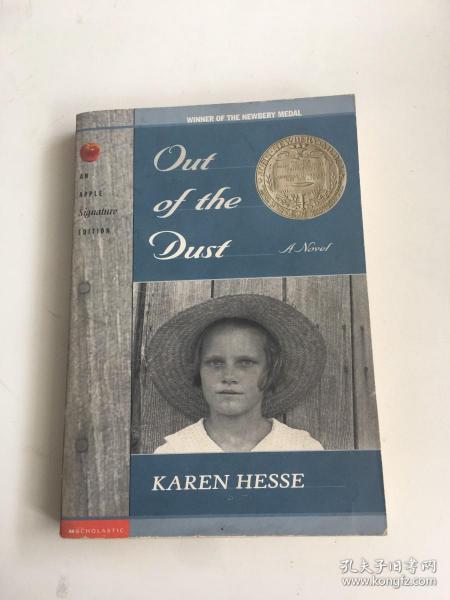 WINNER OF THE NEWBERY MEDAL
AN
APPLE
Signature
EDITION
Out
of the
Dust
A Novel
KAREN HESSE
SCHOLASTIC
孔夫子旧书网
www.kongfz.com